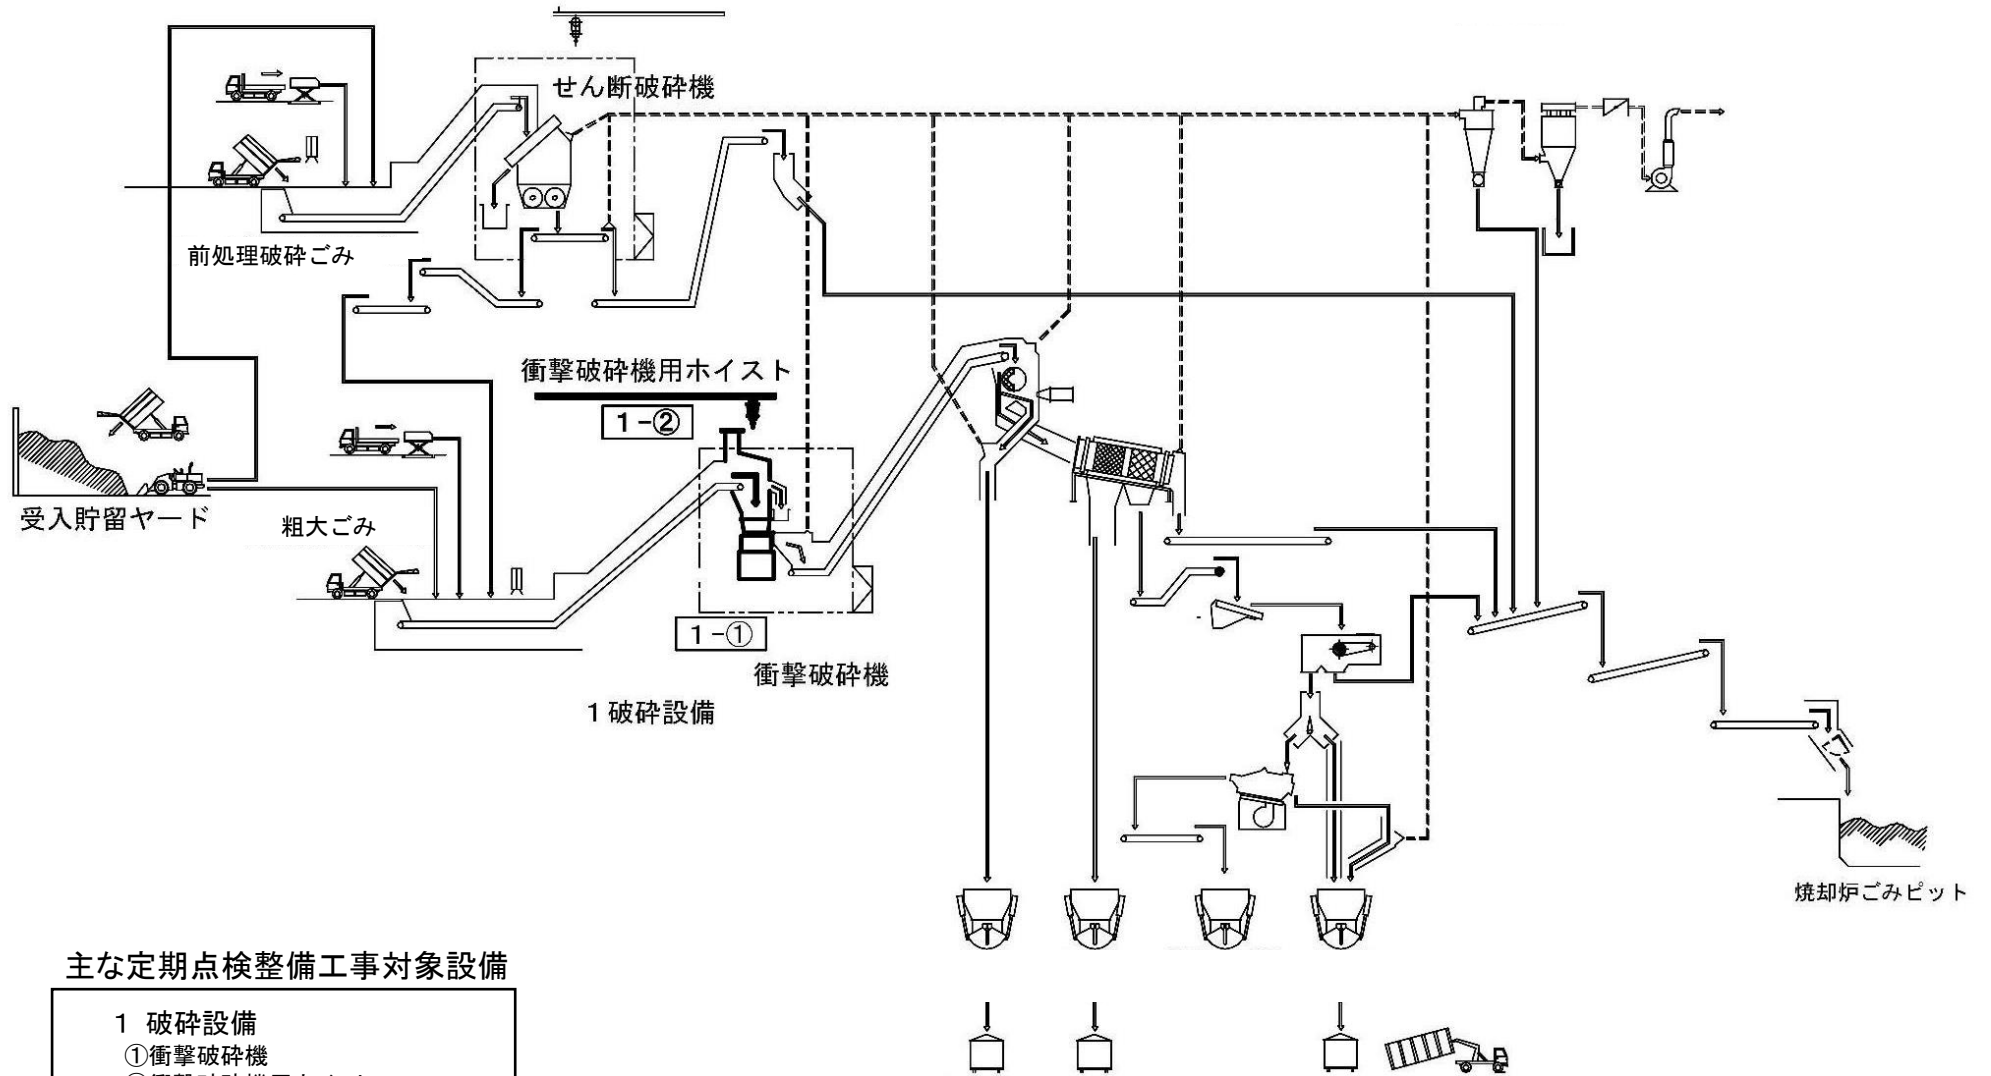 せん断破砕機
前処理破砕ごみ
衝撃破砕機用ホイスト
1-②
受入貯留ヤード
粗大ごみ
1-①
衝撃破砕機
1破砕設備
焼却炉ごみピット
主な定期点検整備工事対象設備
1 破砕設備
①衝撃破砕機